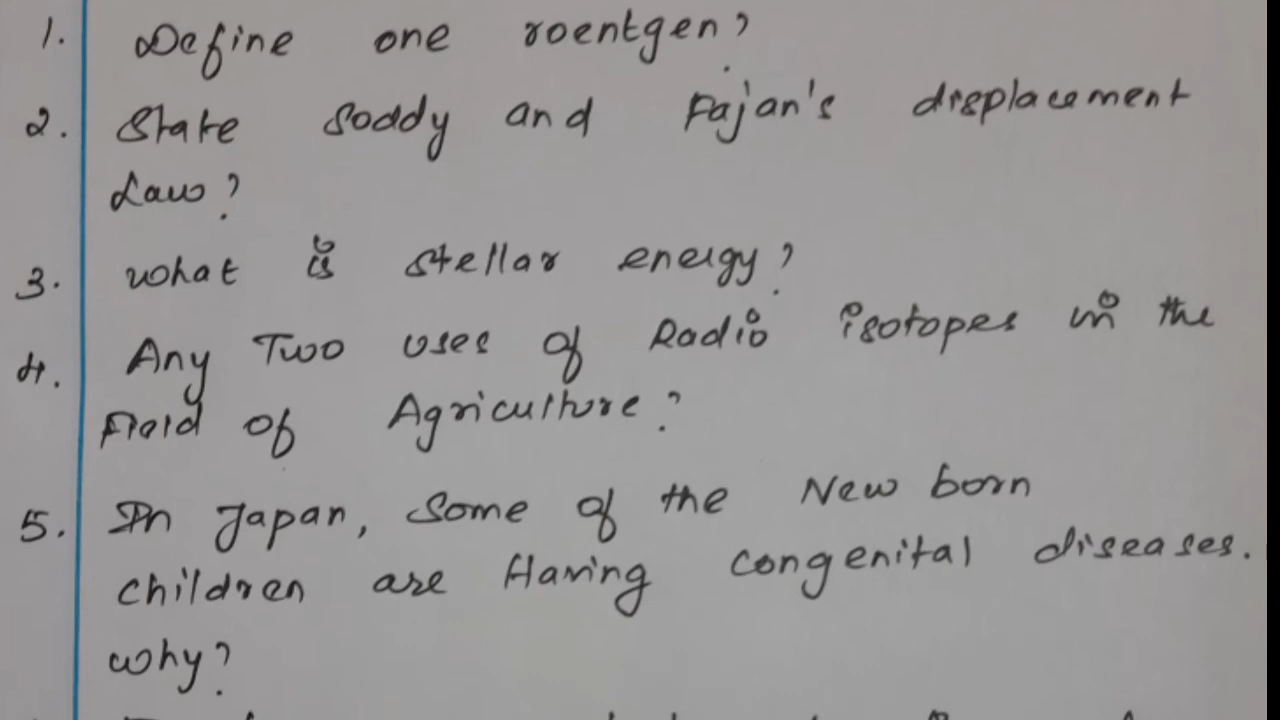 1. Define one roentgen?
2. State Soddy and Fajan's displacement
Law?
3. what is stellar energy?
4. Any Two uses of Radio isotopes in the
Field of Agriculture?
5. In Japan, Some of the New born
children are Having congenital diseases.
why?